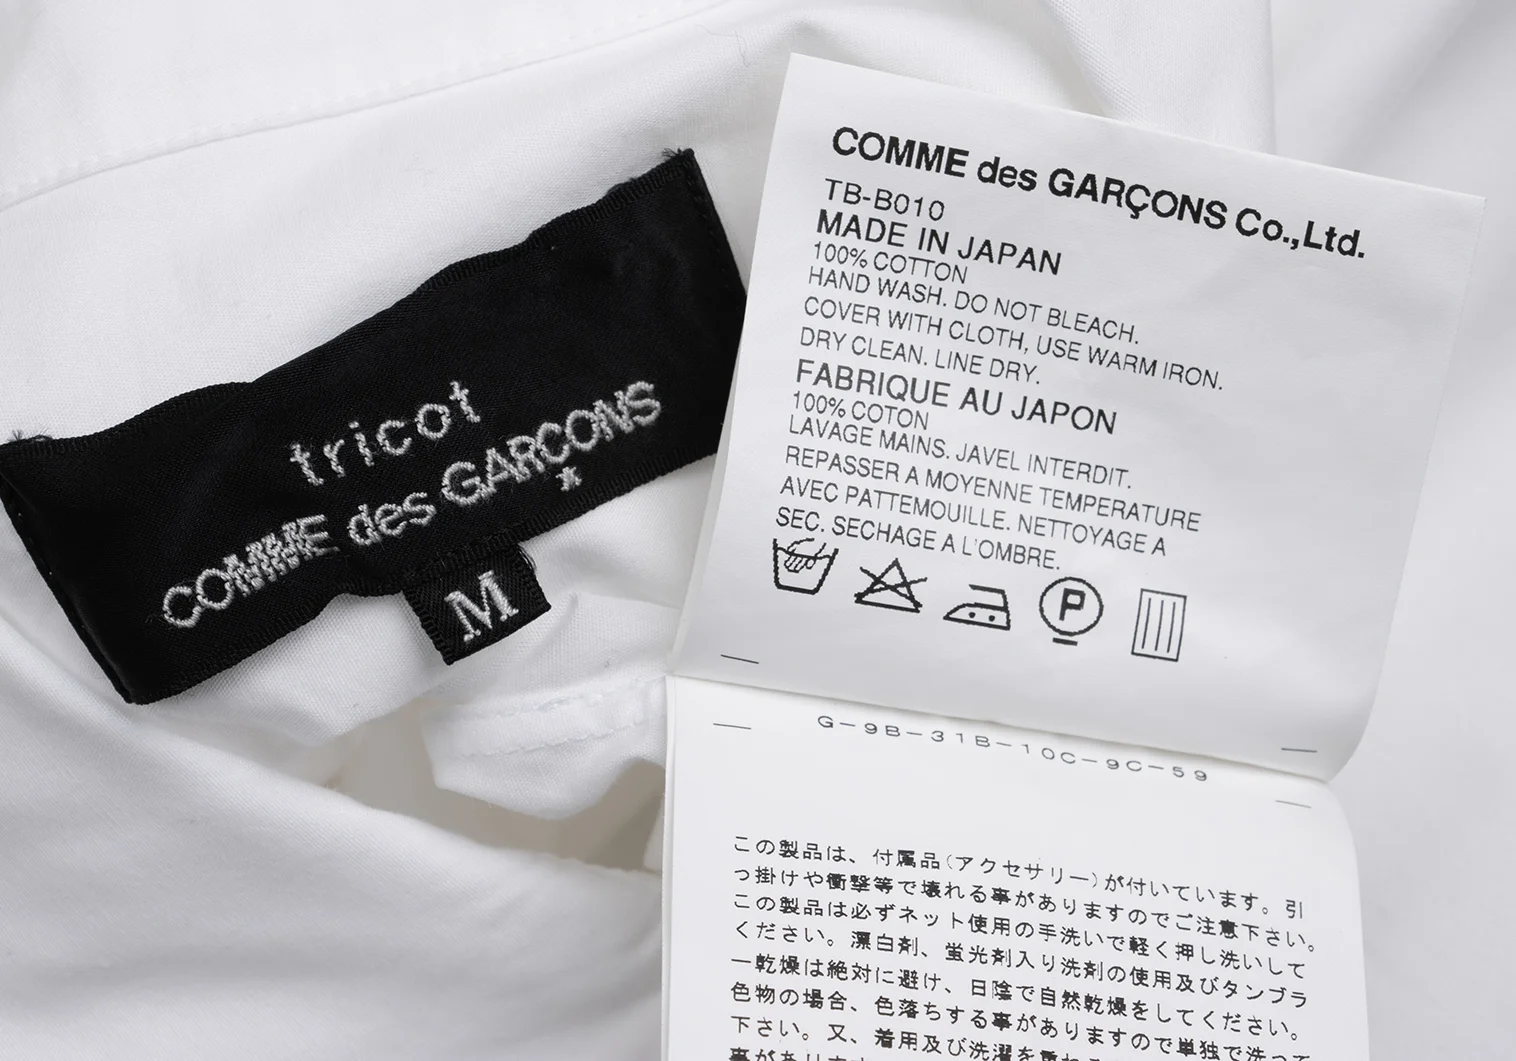 tricot
COMME des GARCONS
M
COMME des GARÇONS Co.,Ltd.
TB-B010
MADE IN JAPAN
100% COTTON
HAND WASH. DO NOT BLEACH.
COVER WITH CLOTH, USE WARM IRON.
DRY CLEAN. LINE DRY.
FABRIQUE AU JAPON
100% COTON
LAVAGE MAINS. JAVEL INTERDIT.
REPASSER A MOYENNE TEMPERATURE
AVEC PATTEMOUILLE. NETTOYAGE A
SEC. SECHAGE A L'OMBRE.
P
G-9B-31B-10C-9C-59
この製品は、付属品(アクセサリー)が付いています。引
っ掛けや衝撃等で壊れる事がありますのでご注意下さい。
この製品は必ずネット使用の手洗いで軽く押し洗いして
ください。漂白剤、蛍光剤入り洗剤の使用及びタンブラ
ー乾燥は絶対に避け、日陰で自然乾燥をしてください。
色物の場合、色落ちする事がありますので単独で洗って
下さい。又、着用及び洗濯を重ねる
事があります